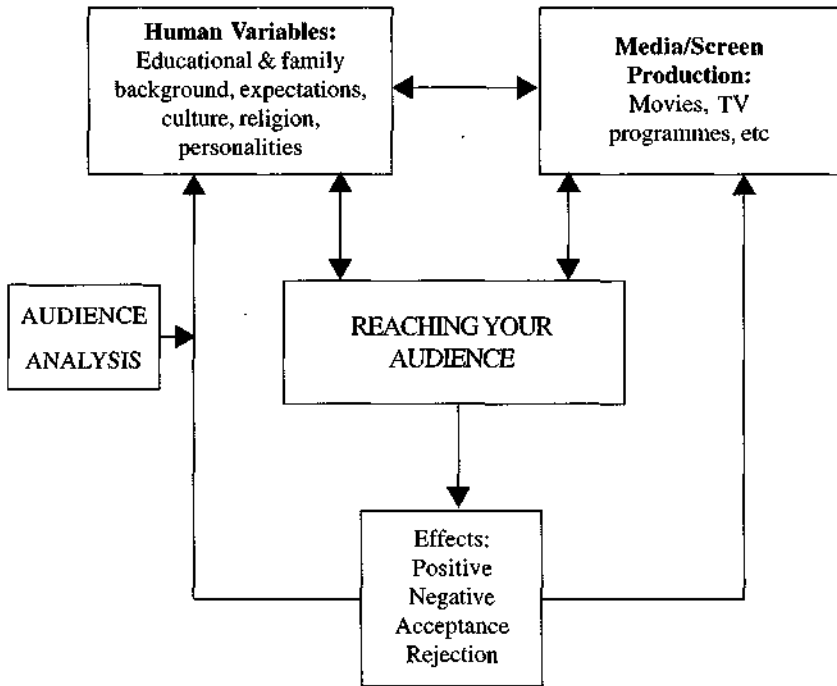 Human Variables:
Educational & family
background, expectations,
culture, religion,
personalities
Media/Screen
Production:
Movies, TV
programmes, etc
AUDIENCE
ANALYSIS
REACHING YOUR
AUDIENCE
Effects:
Positive
Negative
Acceptance
Rejection